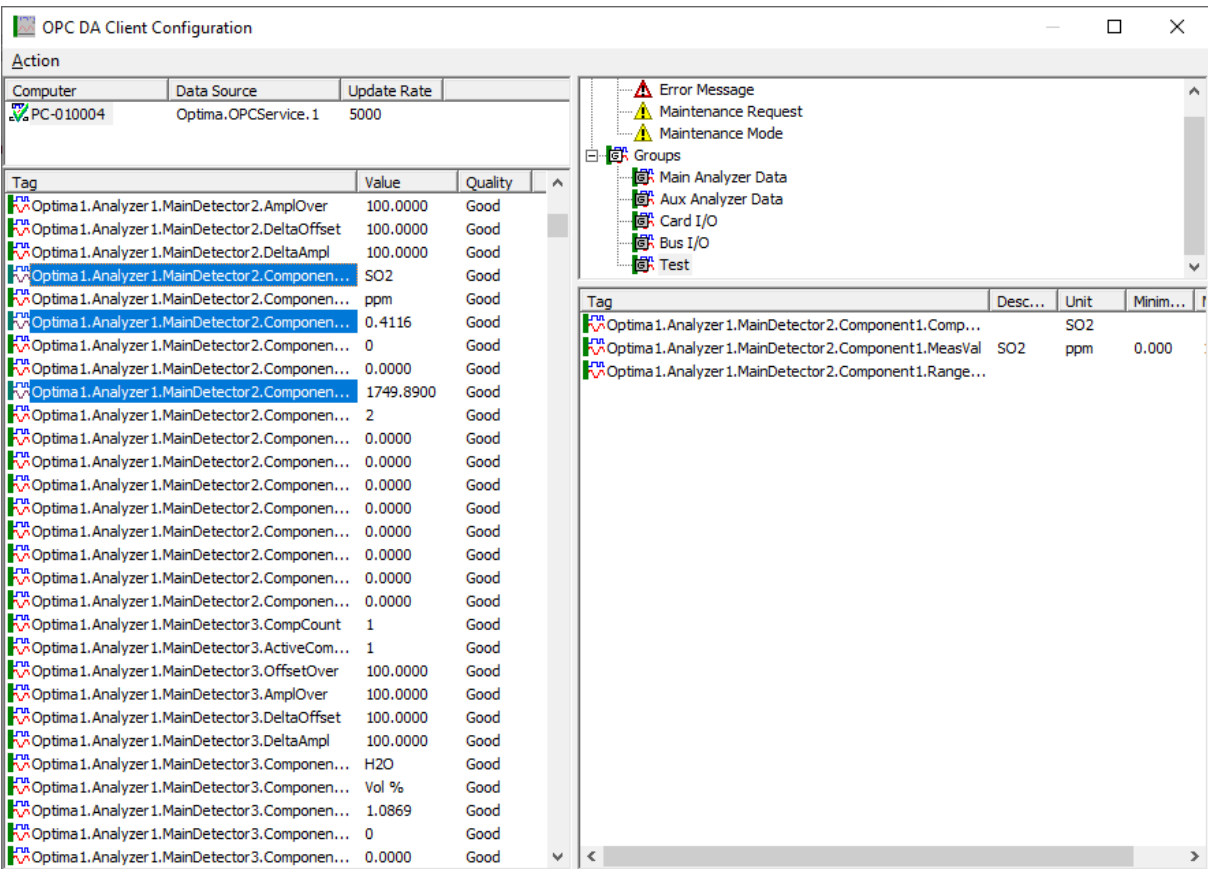 OPC DA Client Configuration
Action
Computer Data Source Update Rate
PC-010004 Optima.OPCService.1 5000
Tag Value Quality
Optima1.Analyzer1.MainDetector2.AmplOver 100.0000 Good
Optima1.Analyzer1.MainDetector2.DeltaOffset 100.0000 Good
Optima1.Analyzer1.MainDetector2.DeltaAmpl 100.0000 Good
Optima1.Analyzer1.MainDetector2.Componen... SO2 Good
Optima1.Analyzer1.MainDetector2.Componen... ppm Good
Optima1.Analyzer1.MainDetector2.Componen... 0.4116 Good
Optima1.Analyzer1.MainDetector2.Componen... 0 Good
Optima1.Analyzer1.MainDetector2.Componen... 0.0000 Good
Optima1.Analyzer1.MainDetector2.Componen... 1749.8900 Good
Optima1.Analyzer1.MainDetector2.Componen... 2 Good
Optima1.Analyzer1.MainDetector2.Componen... 0.0000 Good
Optima1.Analyzer1.MainDetector2.Componen... 0.0000 Good
Optima1.Analyzer1.MainDetector2.Componen... 0.0000 Good
Optima1.Analyzer1.MainDetector2.Componen... 0.0000 Good
Optima1.Analyzer1.MainDetector2.Componen... 0.0000 Good
Optima1.Analyzer1.MainDetector2.Componen... 0.0000 Good
Optima1.Analyzer1.MainDetector2.Componen... 0.0000 Good
Optima1.Analyzer1.MainDetector2.Componen... 0.0000 Good
Optima1.Analyzer1.MainDetector3.CompCount 1 Good
Optima1.Analyzer1.MainDetector3.ActiveCom... 1 Good
Optima1.Analyzer1.MainDetector3.OffsetOver 100.0000 Good
Optima1.Analyzer1.MainDetector3.AmplOver 100.0000 Good
Optima1.Analyzer1.MainDetector3.DeltaOffset 100.0000 Good
Optima1.Analyzer1.MainDetector3.DeltaAmpl 100.0000 Good
Optima1.Analyzer1.MainDetector3.Componen... H2O Good
Optima1.Analyzer1.MainDetector3.Componen... Vol % Good
Optima1.Analyzer1.MainDetector3.Componen... 1.0869 Good
Optima1.Analyzer1.MainDetector3.Componen... 0 Good
Optima1.Analyzer1.MainDetector3.Componen... 0.0000 Good
Error Message
Maintenance Request
Maintenance Mode
Groups
Main Analyzer Data
Aux Analyzer Data
Card I/O
Bus I/O
Test
Tag Desc... Unit Minim...
Optima1.Analyzer1.MainDetector2.Component1.Comp... SO2
Optima1.Analyzer1.MainDetector2.Component1.MeasVal SO2 ppm 0.000
Optima1.Analyzer1.MainDetector2.Component1.Range...